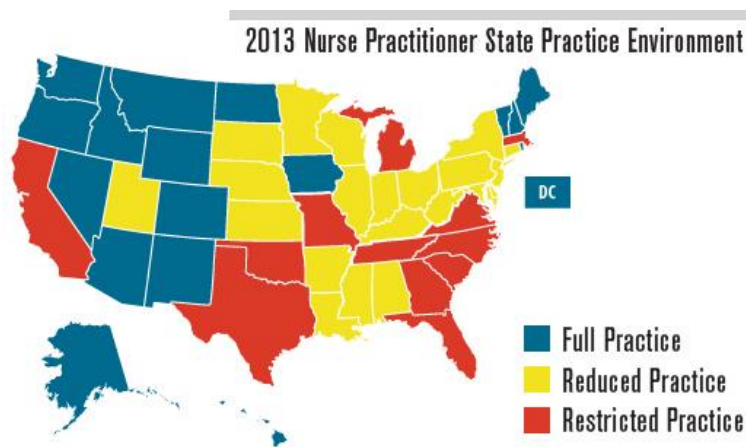 2013 Nurse Practitioner State Practice Environment
DC
Full Practice
Reduced Practice
Restricted Practice